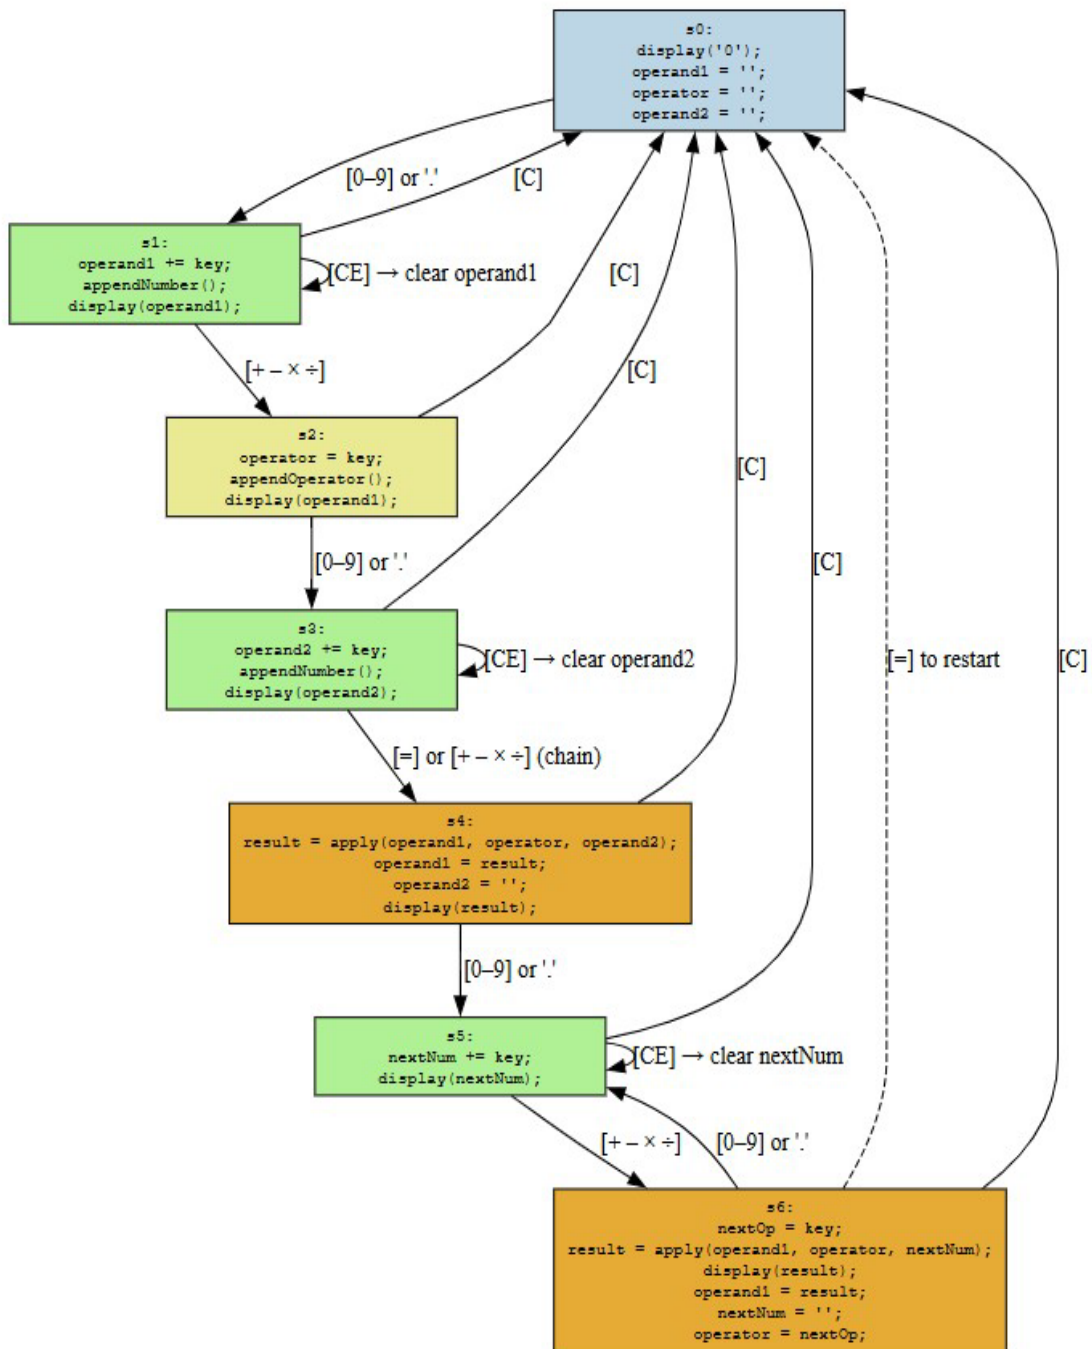 s0:
display('0');
operand1 = '';
operator = '';
operand2 = '';
[0–9] or '.'
[C]
s1:
operand1 += key;
appendNumber();
display(operand1);
[CE] → clear operand1
[C]
[+ – × ÷]
[C]
s2:
operator = key;
appendOperator();
display(operand1);
[C]
[0–9] or '.'
[C]
s3:
operand2 += key;
appendNumber();
display(operand2);
[CE] → clear operand2
[=] to restart
[C]
[=] or [+ – × ÷] (chain)
s4:
result = apply(operand1, operator, operand2);
operand1 = result;
operand2 = '';
display(result);
[0–9] or '.'
s5:
nextNum += key;
display(nextNum);
[CE] → clear nextNum
[+ – × ÷]
[0–9] or '.'
s6:
nextOp = key;
result = apply(operand1, operator, nextNum);
display(result);
operand1 = result;
nextNum = '';
operator = nextOp;